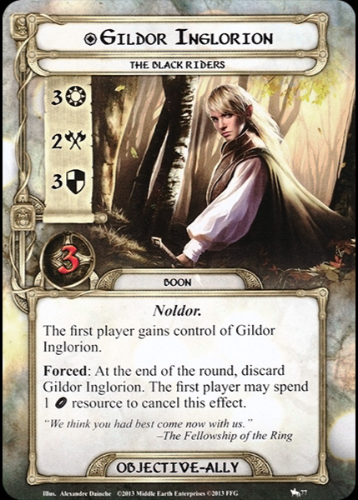 Gildor Inglorion
The Black Riders
3
2
3
3
Boon
Noldor.
The first player gains control of Gildor
Inglorion.
Forced: At the end of the round, discard
Gildor Inglorion. The first player may spend
1 resource to cancel this effect.
"We think you had best come now with us."
–The Fellowship of the Ring
Objective-Ally
Illus. Alexandre Dainche ©2013 Middle Earth Enterprises ©2013 FFG 77